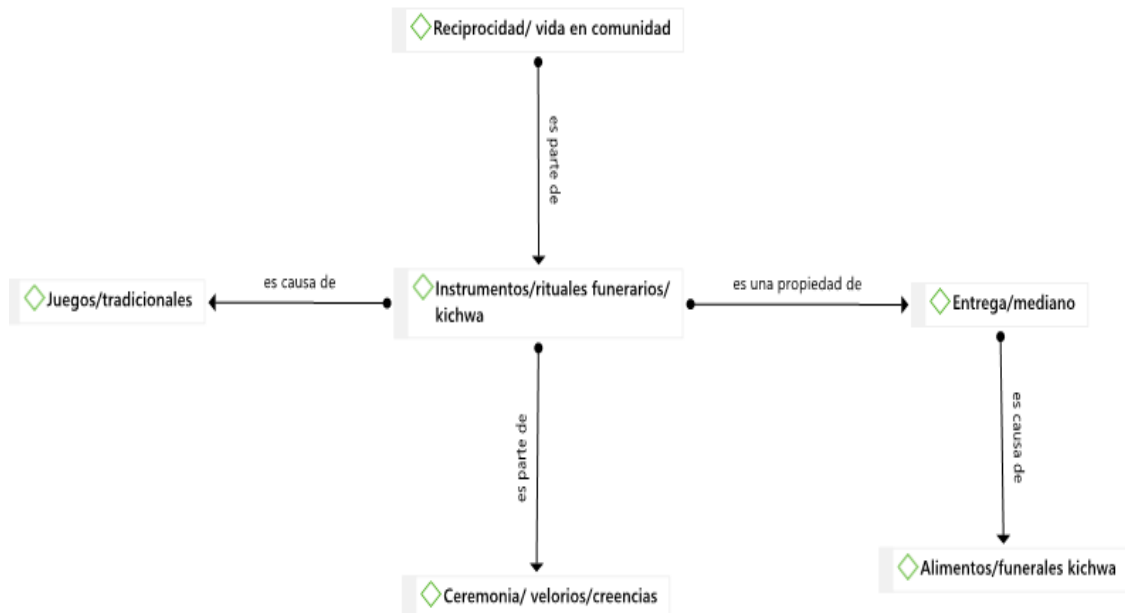 Reciprocidad/ vida en comunidad
es parte de
Juegos/tradicionales
es causa de
Instrumentos/rituales funerarios/
kichwa
es una propiedad de
Entrega/mediano
es parte de
es causa de
Ceremonia/ velorios/creencias
Alimentos/funerales kichwa